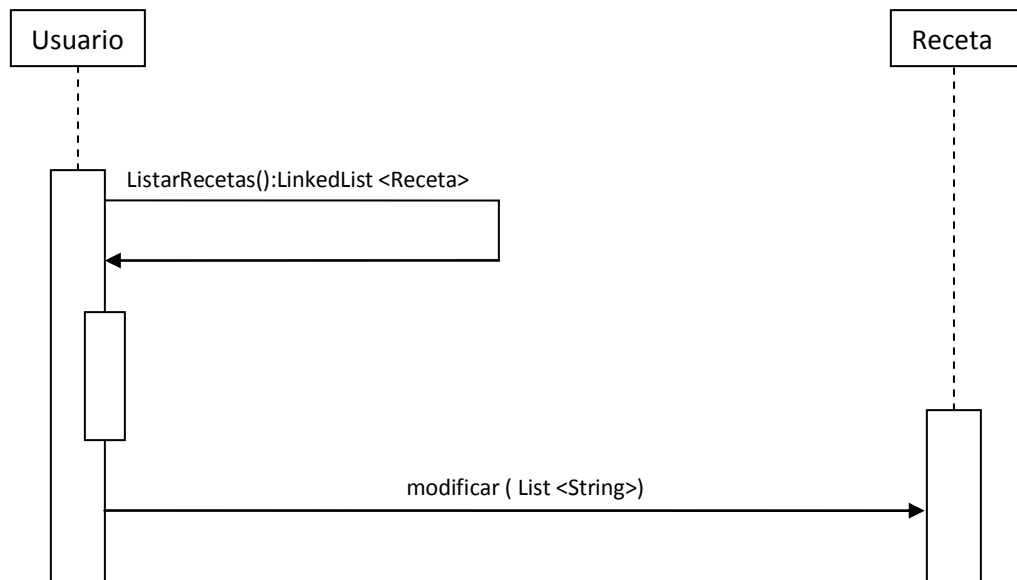 Usuario
Receta
ListarRecetas():LinkedList <Receta>
modificar ( List <String>)